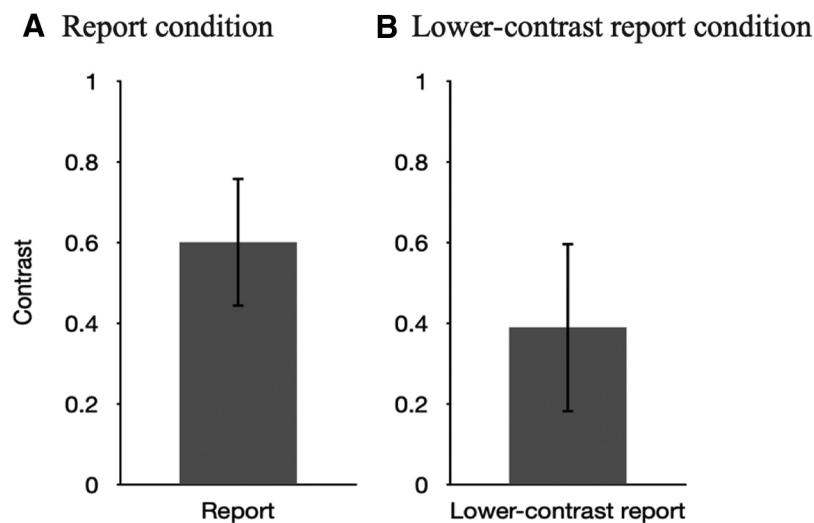 A Report condition
B Lower-contrast report condition
Contrast
1
0.8
0.6
0.4
0.2
0
Report
1
0.8
0.6
0.4
0.2
0
Lower-contrast report